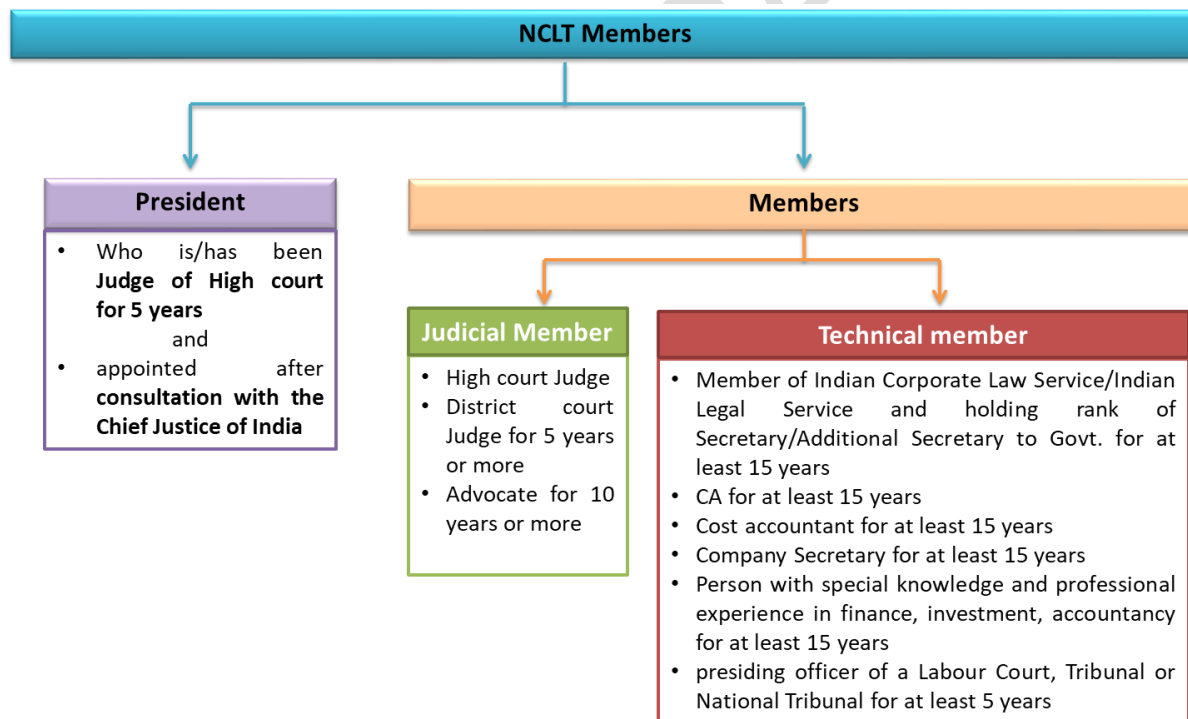 NCLT Members
President
• Who is/has been
Judge of High court
for 5 years
and
• appointed after
consultation with the
Chief Justice of India
Members
Judicial Member
• High court Judge
• District court
Judge for 5 years
or more
• Advocate for 10
years or more
Technical member
• Member of Indian Corporate Law Service/Indian
Legal Service and holding rank of
Secretary/Additional Secretary to Govt. for at
least 15 years
• CA for at least 15 years
• Cost accountant for at least 15 years
• Company Secretary for at least 15 years
• Person with special knowledge and professional
experience in finance, investment, accountancy
for at least 15 years
• presiding officer of a Labour Court, Tribunal or
National Tribunal for at least 5 years